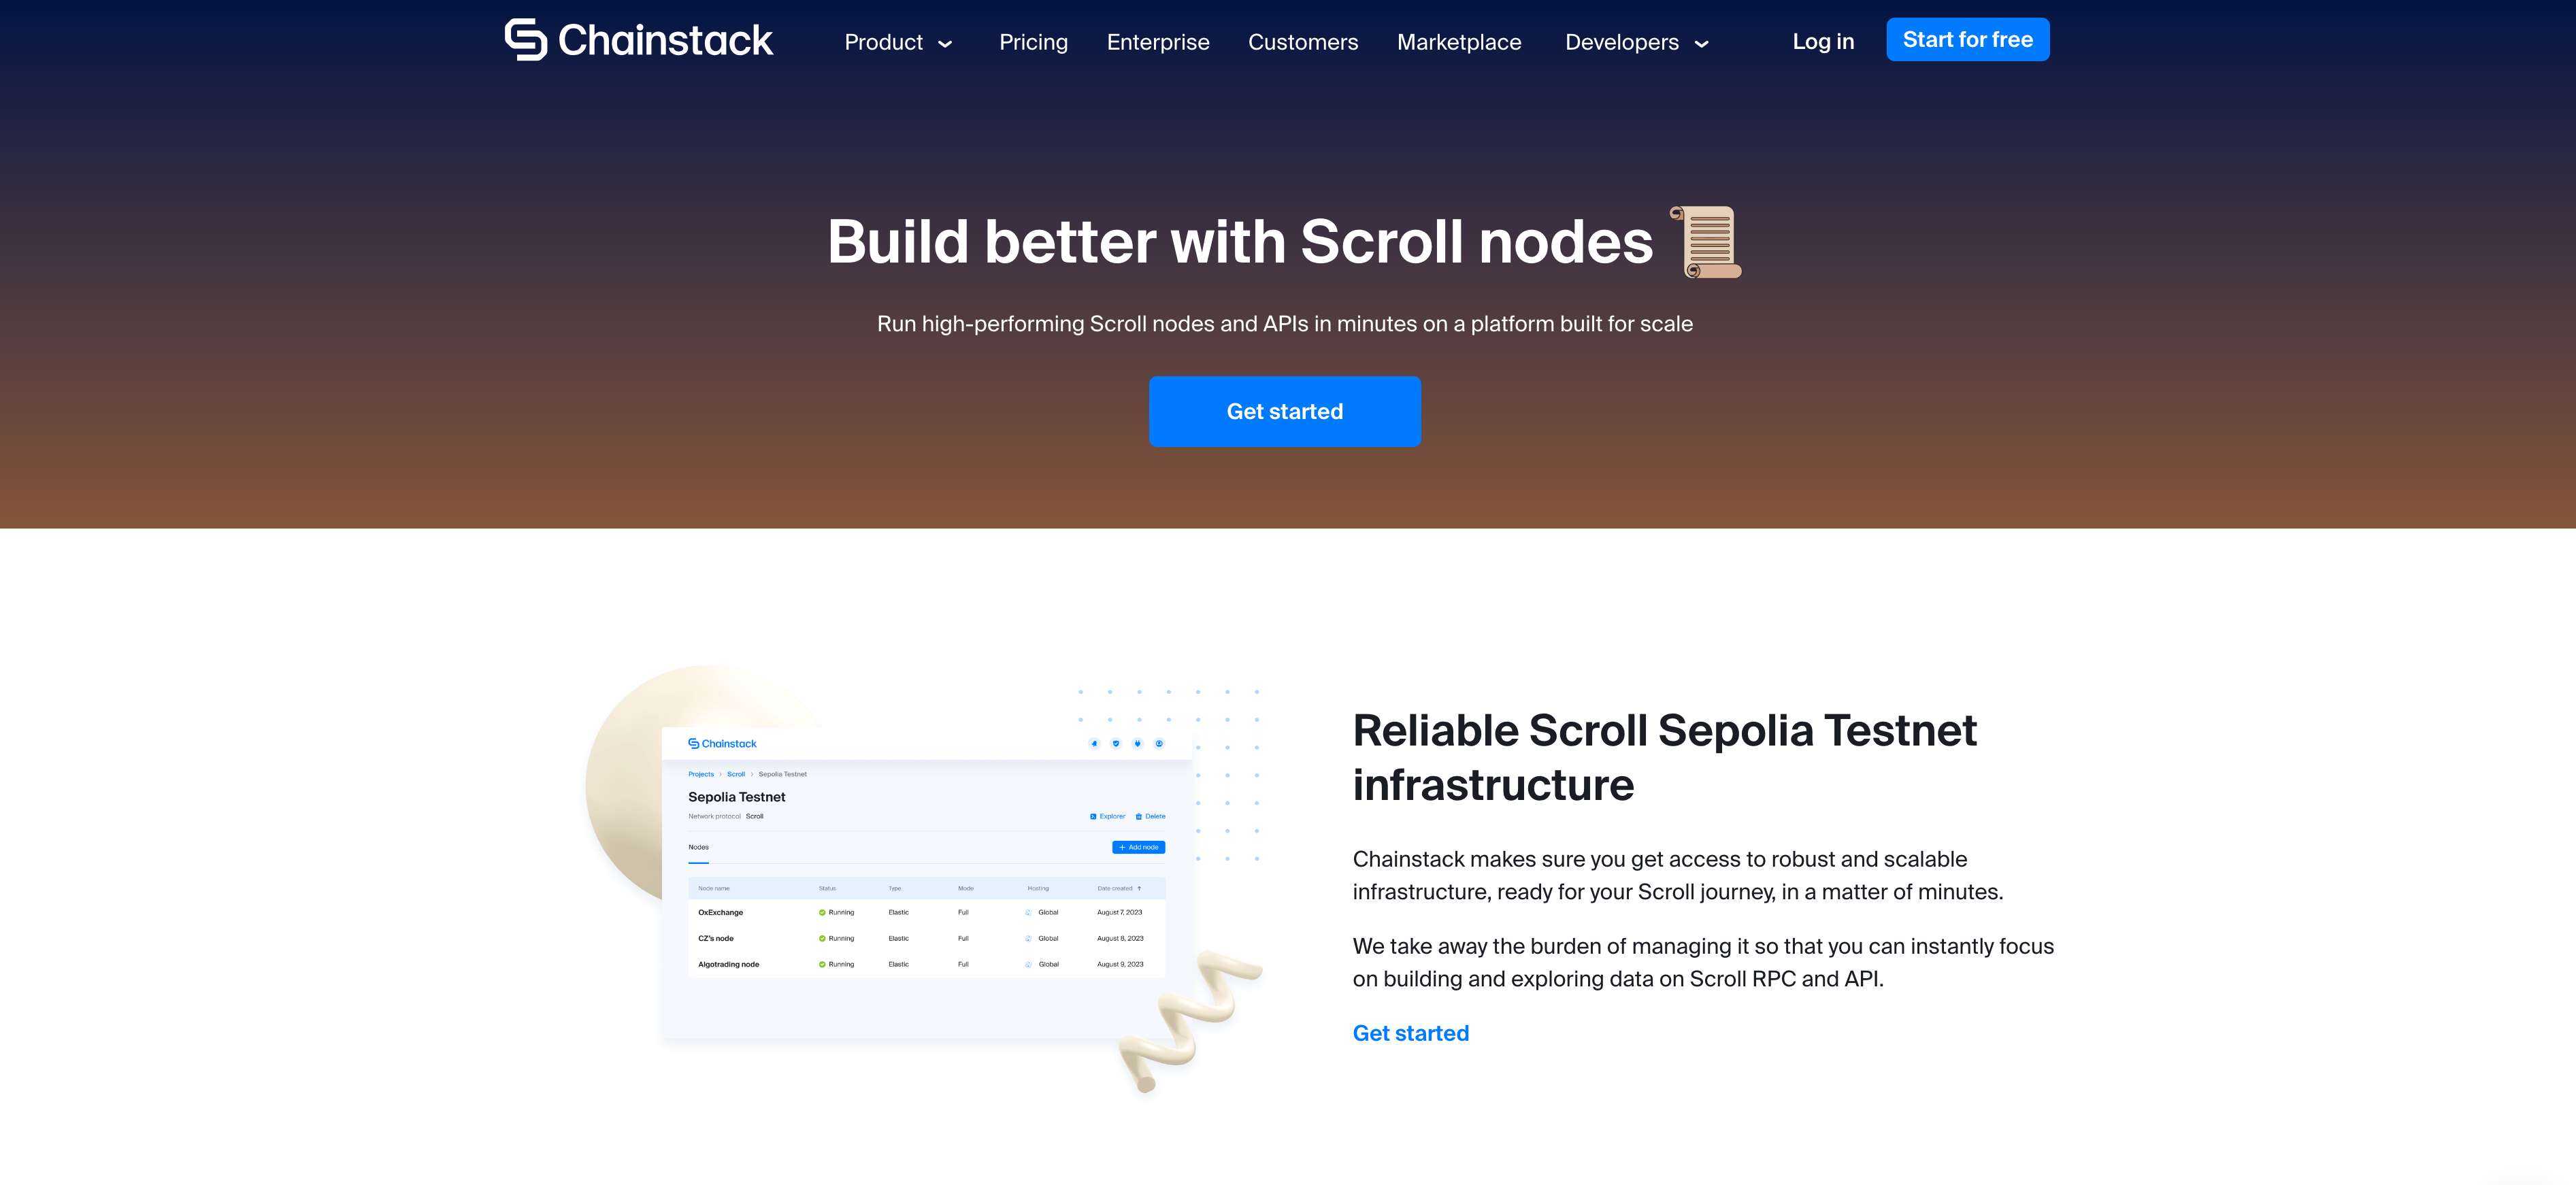 Chainstack
Product Pricing Enterprise Customers Marketplace Developers Log in Start for free
Build better with Scroll nodes
Run high-performing Scroll nodes and APIs in minutes on a platform built for scale
Get started
Chainstack
Projects > Scroll > Sepolia Testnet
Sepolia Testnet
Network protocol Scroll
Explorer Delete
Nodes
+ Add node
Node name Status Type Mode Hosting Date created ↑
OxExchange Running Elastic Full Global August 7, 2023
CZ's node Running Elastic Full Global August 8, 2023
Algotrading node Running Elastic Full Global August 9, 2023
Reliable Scroll Sepolia Testnet
infrastructure
Chainstack makes sure you get access to robust and scalable
infrastructure, ready for your Scroll journey, in a matter of minutes.
We take away the burden of managing it so that you can instantly focus
on building and exploring data on Scroll RPC and API.
Get started